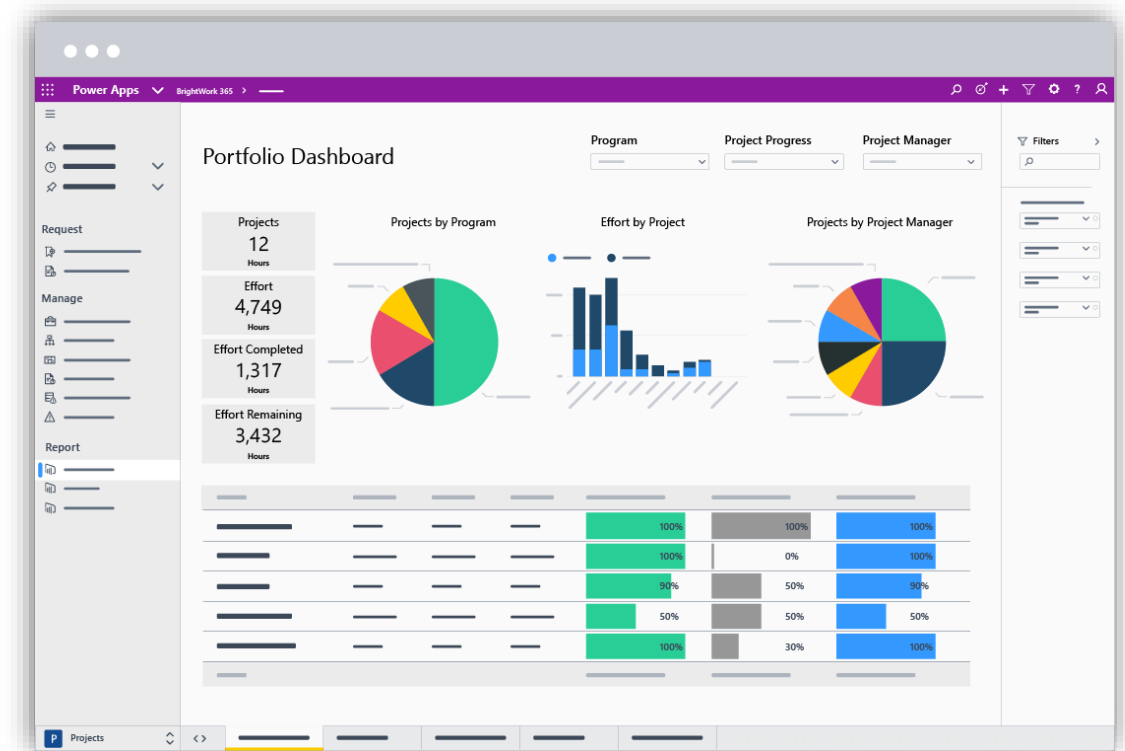 Power Apps
BrightWork 365 >
?
Portfolio Dashboard
Program
Project Progress
Project Manager
Filters
Request
Manage
Report
Projects
12
Hours
Effort
4,749
Hours
Effort Completed
1,317
Hours
Effort Remaining
3,432
Hours
Projects by Program
Effort by Project
Projects by Project Manager
100% 100% 100%
100% 0% 100%
90% 50% 90%
50% 50% 50%
100% 30% 100%
P Projects